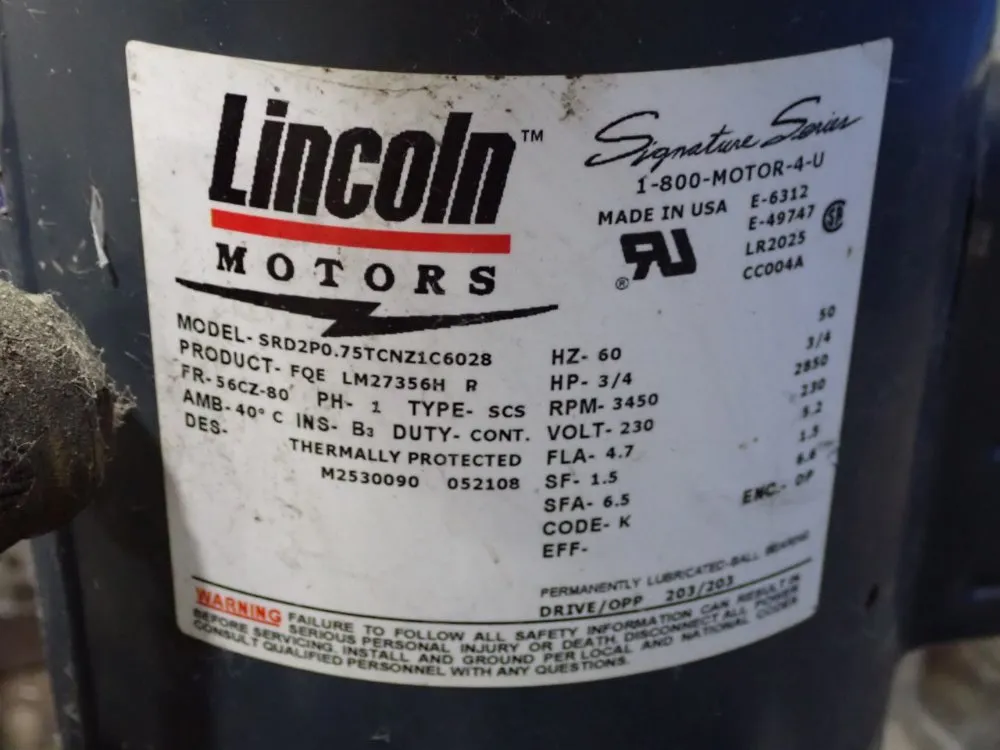 Lincoln™
MOTORS
Signature Series
1-800-MOTOR-4-U
MADE IN USA
E-6312
E-49747
LR2025
CC004A
MODEL- SRD2P0.75TCNZ1C6028
PRODUCT- FQE LM27356H R
FR- 56CZ-80 PH- 1 TYPE- SCS
AMB- 40° C INS- B3 DUTY- CONT.
DES-
THERMALLY PROTECTED
M2530090 052108
HZ- 60 50
HP- 3/4 3/4
RPM- 3450 2850
VOLT- 230 230
FLA- 4.7 5.2
SF- 1.5 1.5
SFA- 6.5 6.6
CODE- K ENC.- OP
EFF-
PERMANENTLY LUBRICATED-BALL BEARING
DRIVE/OPP 203/203
WARNING FAILURE TO FOLLOW ALL SAFETY INFORMATION CAN RESULT IN
SERIOUS PERSONAL INJURY OR DEATH. DISCONNECT ALL POWER
BEFORE SERVICING. INSTALL AND GROUND PER LOCAL AND NATIONAL CODES.
CONSULT QUALIFIED PERSONNEL WITH ANY QUESTIONS.